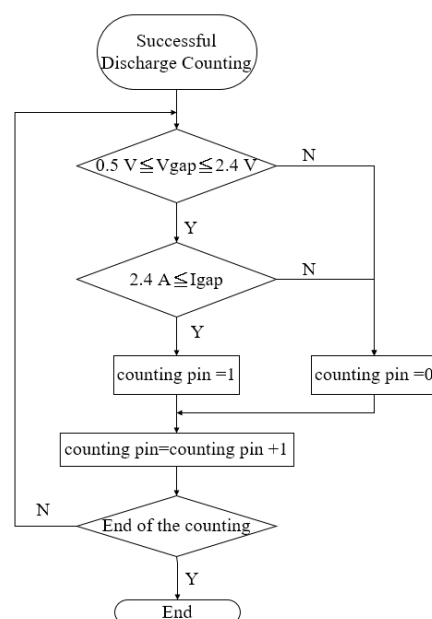 Successful
Discharge Counting
0.5 V≦Vgap≦2.4 V
N
Y
2.4 A≦Igap
N
Y
counting pin =1
counting pin =0
counting pin=counting pin +1
N
End of the counting
Y
End